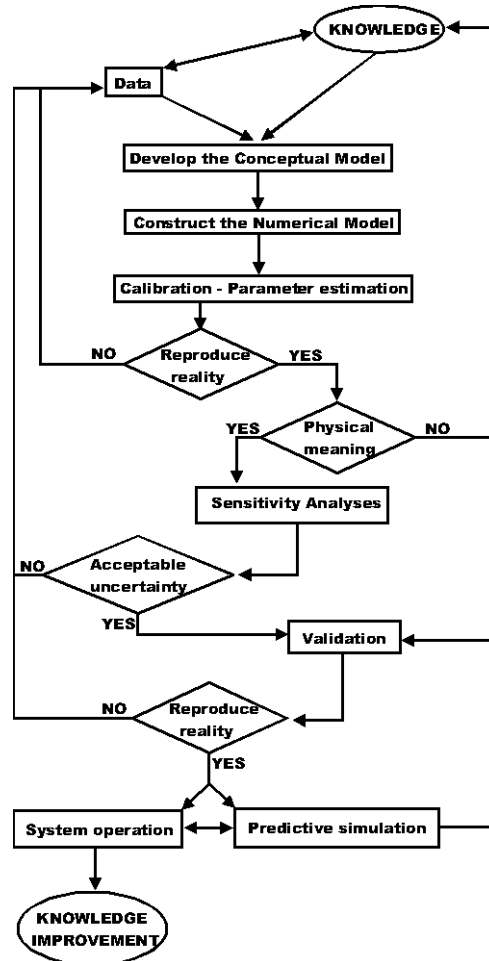 KNOWLEDGE
Data
Develop the Conceptual Model
Construct the Numerical Model
Calibration - Parameter estimation
NO
Reproduce
reality
YES
YES
Physical
meaning
NO
Sensitivity Analyses
NO
Acceptable
uncertainty
YES
Validation
NO
Reproduce
reality
YES
System operation
Predictive simulation
KNOWLEDGE
IMPROVEMENT